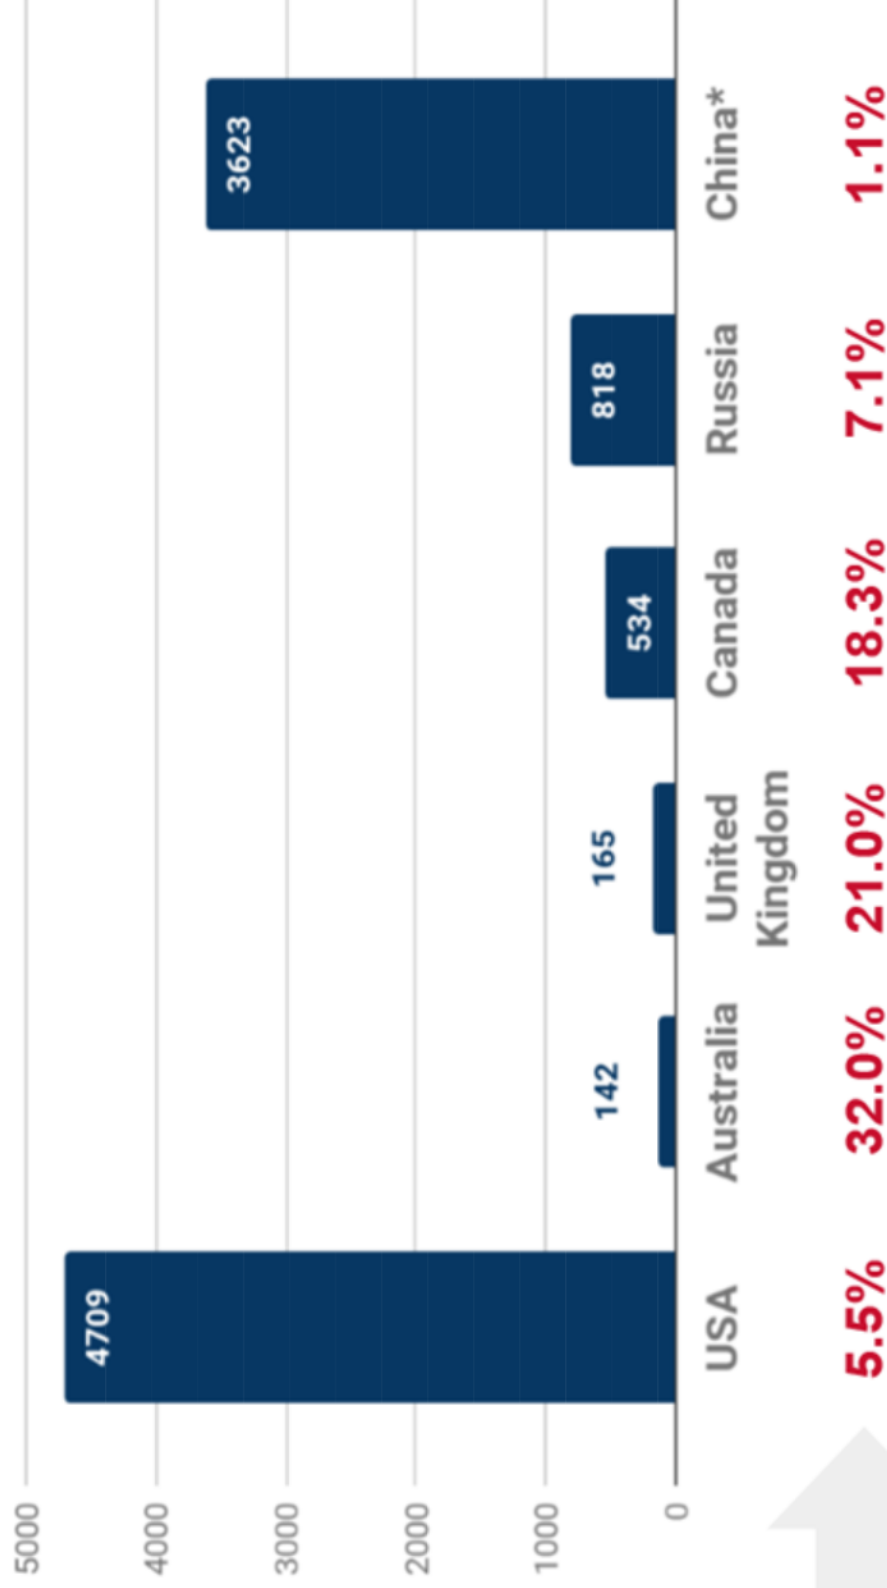 5000
4000
3000
2000
1000
0
4709
142
165
534
818
3623
USA
Australia
United
Kingdom
Canada
Russia
China*
5.5%
32.0%
21.0%
18.3%
7.1%
1.1%